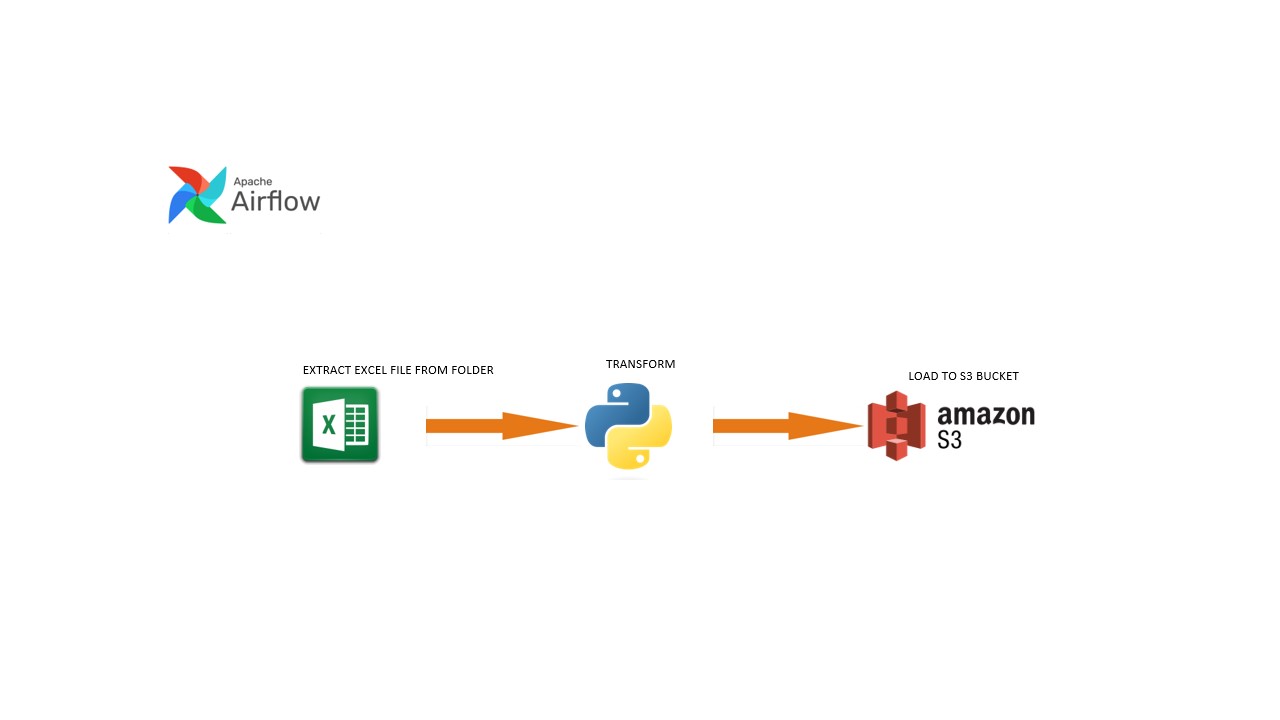 Apache
Airflow
EXTRACT EXCEL FILE FROM FOLDER
TRANSFORM
LOAD TO S3 BUCKET
X
amazon
S3